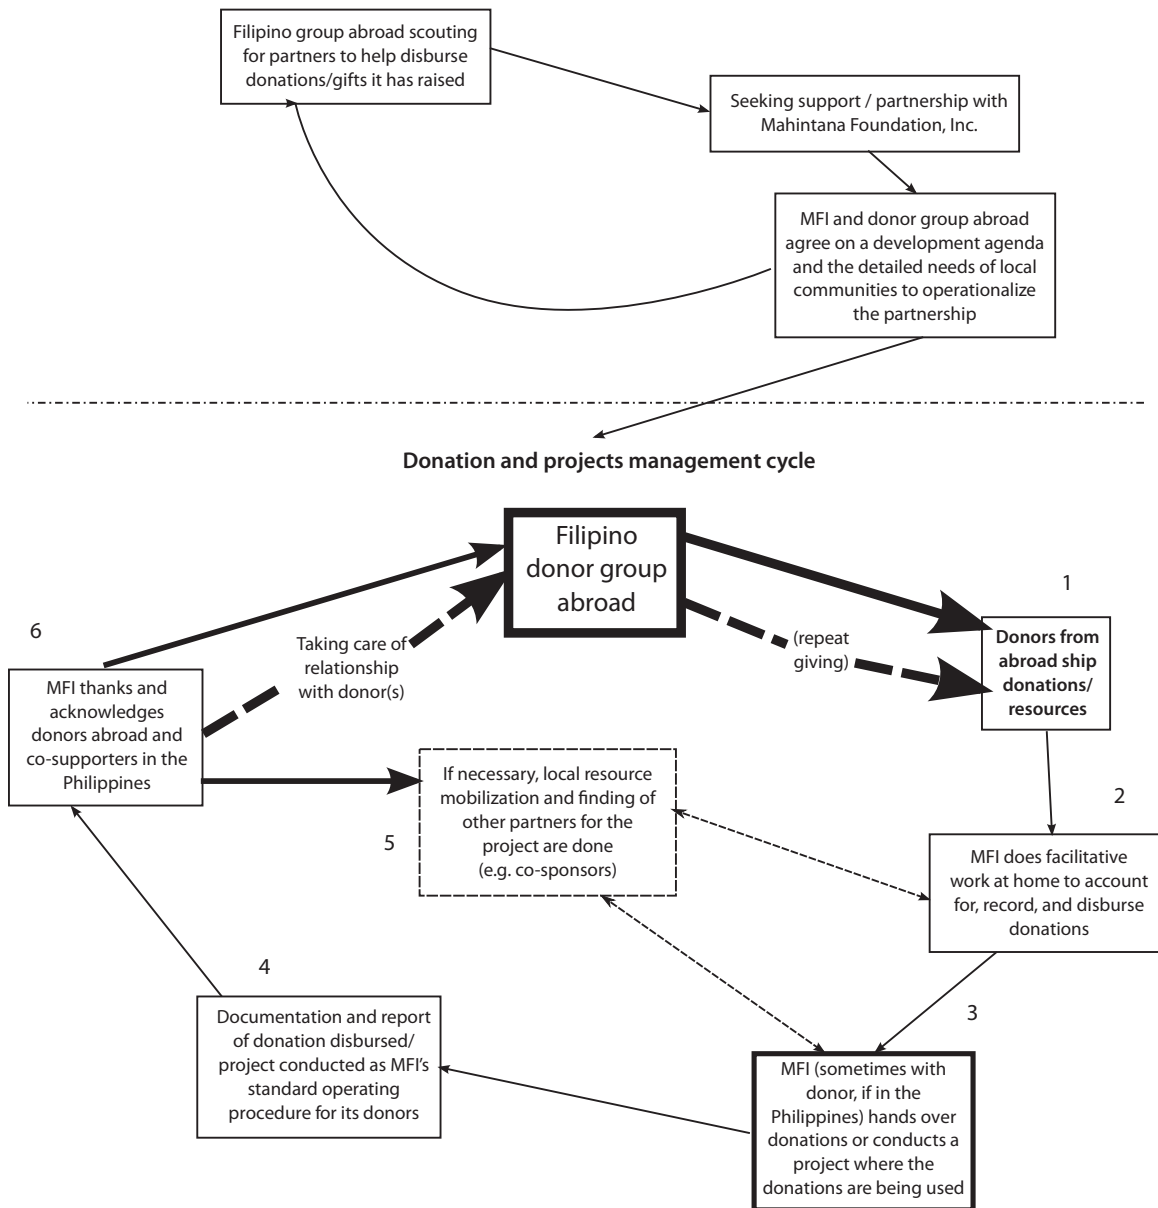 Filipino group abroad scouting
for partners to help disburse
donations/gifts it has raised
Seeking support / partnership with
Mahintana Foundation, Inc.
MFI and donor group abroad
agree on a development agenda
and the detailed needs of local
communities to operationalize
the partnership
Donation and projects management cycle
Filipino
donor group
abroad
1
Donors from
abroad ship
donations/
resources
(repeat
giving)
Taking care of
relationship
with donor(s)
6
MFI thanks and
acknowledges
donors abroad and
co-supporters in the
Philippines
5
If necessary, local resource
mobilization and finding of
other partners for the
project are done
(e.g. co-sponsors)
2
MFI does facilitative
work at home to account
for, record, and disburse
donations
3
MFI (sometimes with
donor, if in the
Philippines) hands over
donations or conducts a
project where the
donations are being used
4
Documentation and report
of donation disbursed/
project conducted as MFI's
standard operating
procedure for its donors